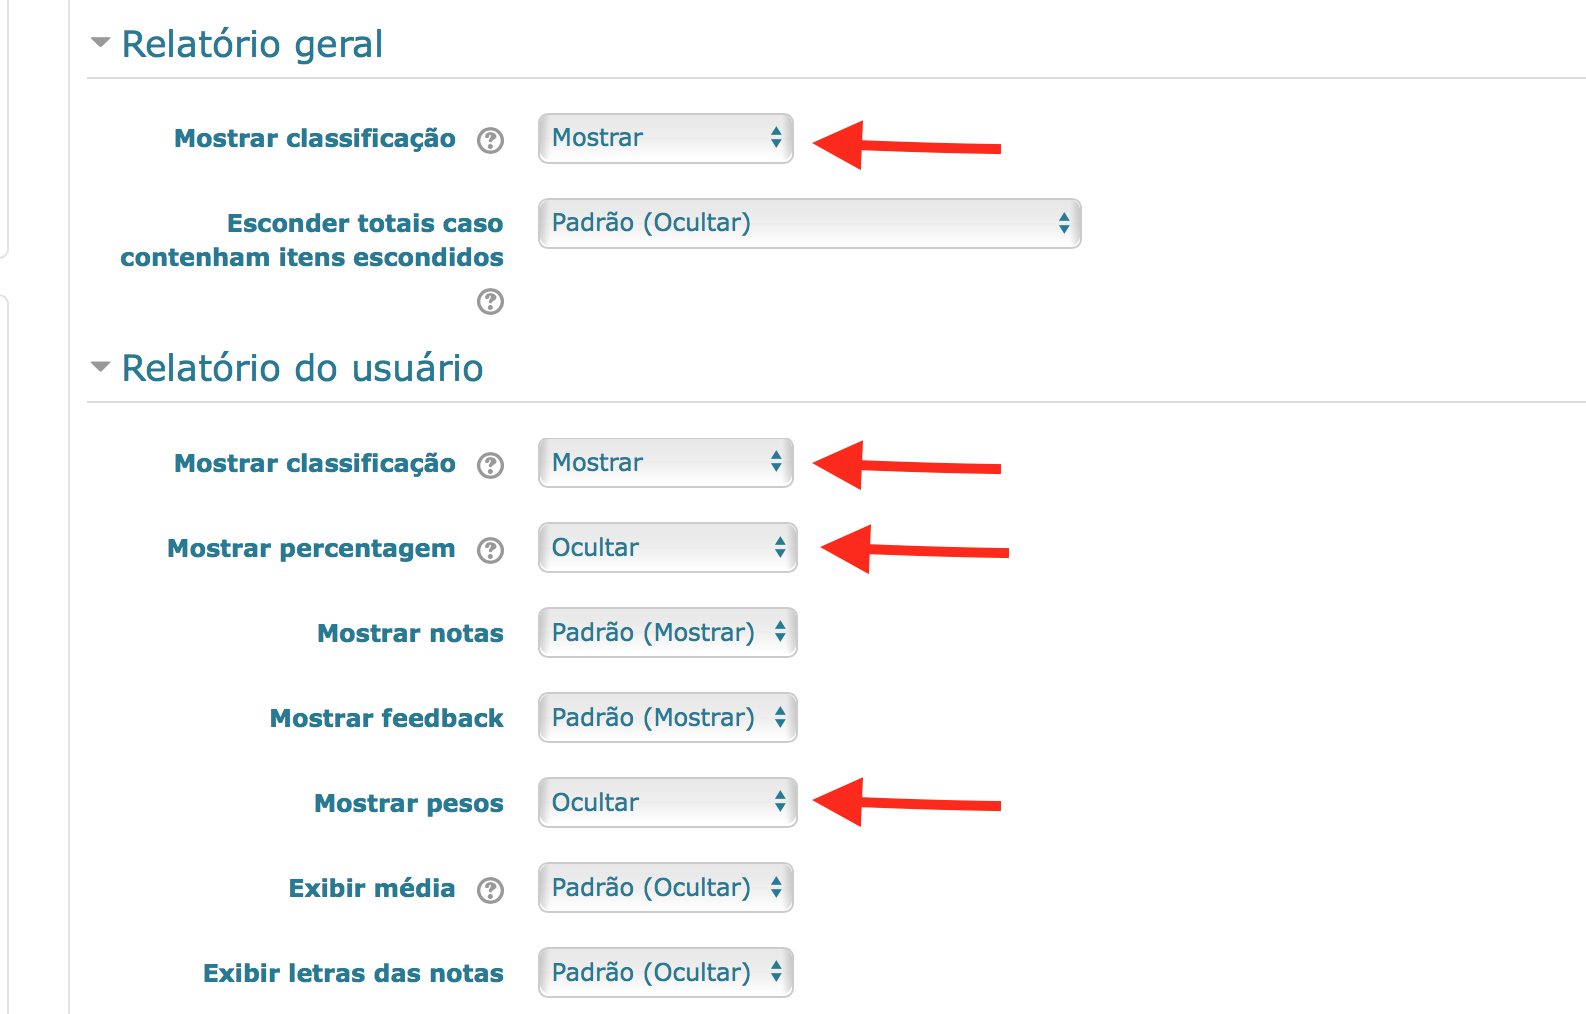 Relatório geral
Mostrar classificação
Mostrar
Esconder totais caso
contenham itens escondidos
Padrão (Ocultar)
Relatório do usuário
Mostrar classificação
Mostrar
Mostrar percentagem
Ocultar
Mostrar notas
Padrão (Mostrar)
Mostrar feedback
Padrão (Mostrar)
Mostrar pesos
Ocultar
Exibir média
Padrão (Ocultar)
Exibir letras das notas
Padrão (Ocultar)